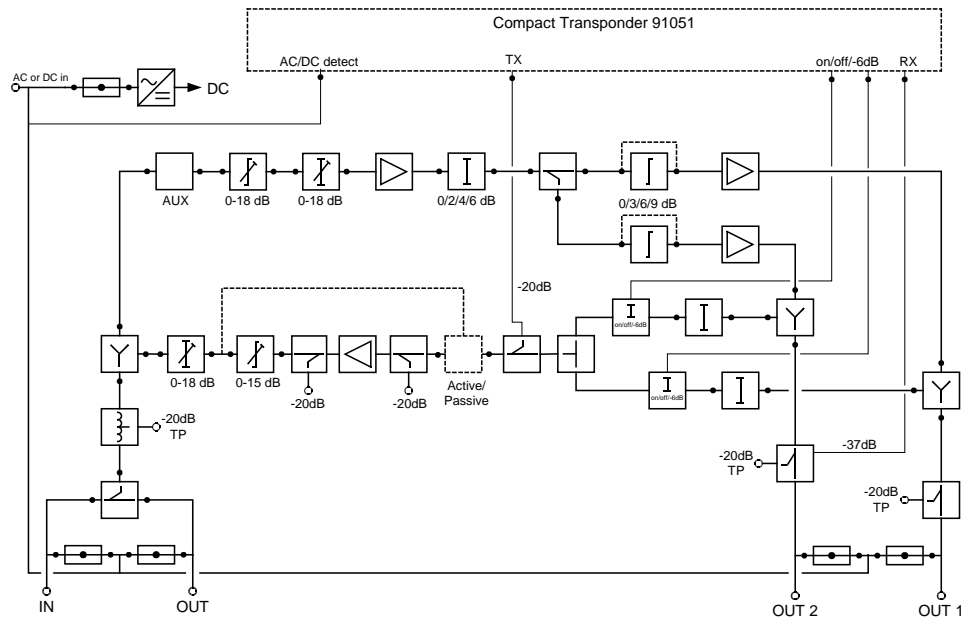 Compact Transponder 91051
AC/DC detect
TX
on/off/-6dB
RX
AC or DC in
DC
AUX
0-18 dB
0-18 dB
0/2/4/6 dB
0/3/6/9 dB
-20dB
on/off/-6dB
0-18 dB
0-15 dB
-20dB
-20dB
Active/
Passive
on/off/-6dB
-20dB
TP
-37dB
-20dB
TP
-20dB
TP
IN
OUT
OUT 2
OUT 1